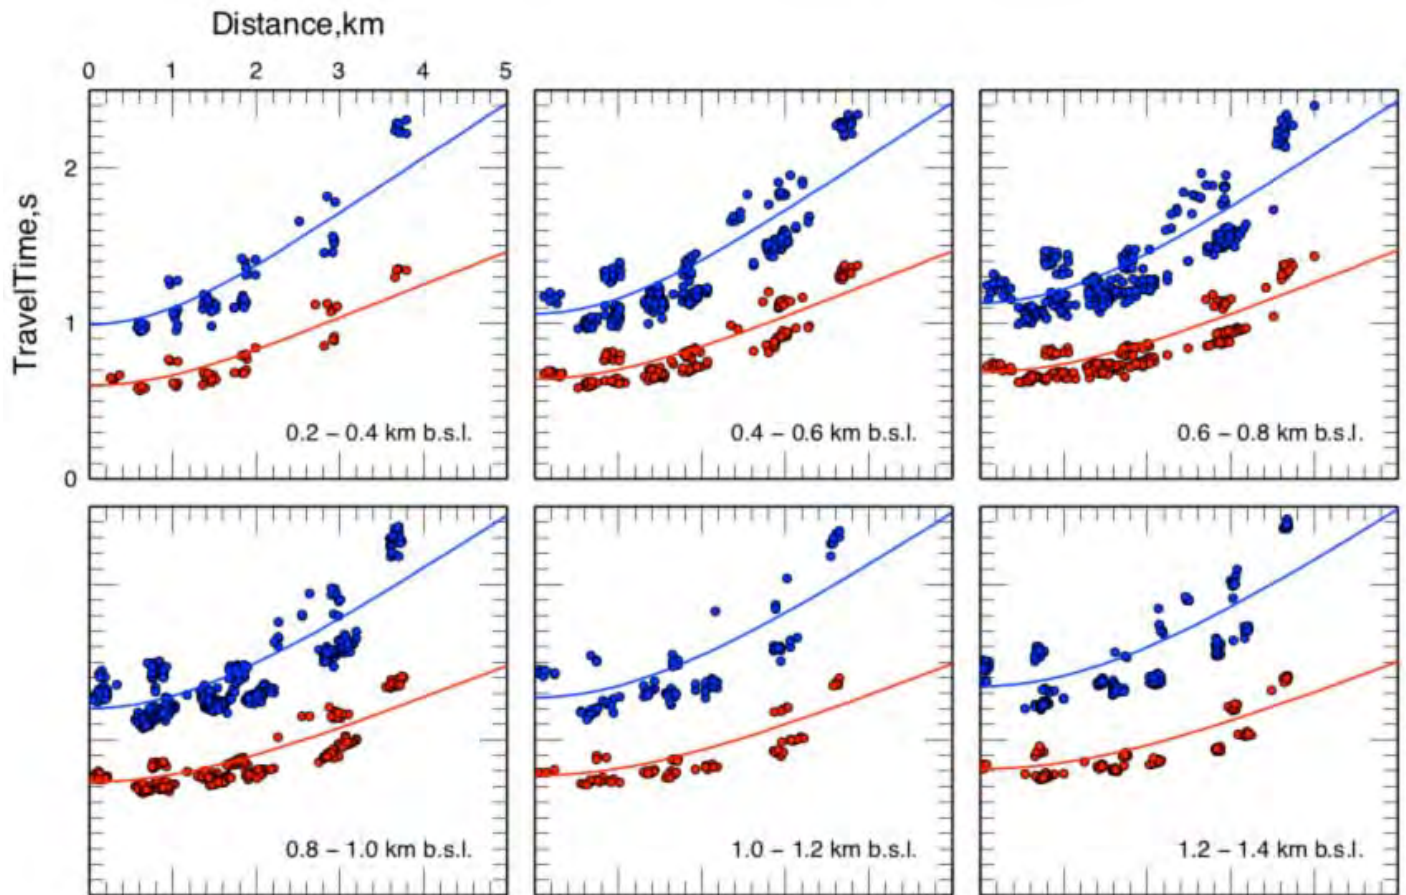 Distance,km
0 1 2 3 4 5
TravelTime,s
2
1
0
0.2 – 0.4 km b.s.l.
0.4 – 0.6 km b.s.l.
0.6 – 0.8 km b.s.l.
0.8 – 1.0 km b.s.l.
1.0 – 1.2 km b.s.l.
1.2 – 1.4 km b.s.l.